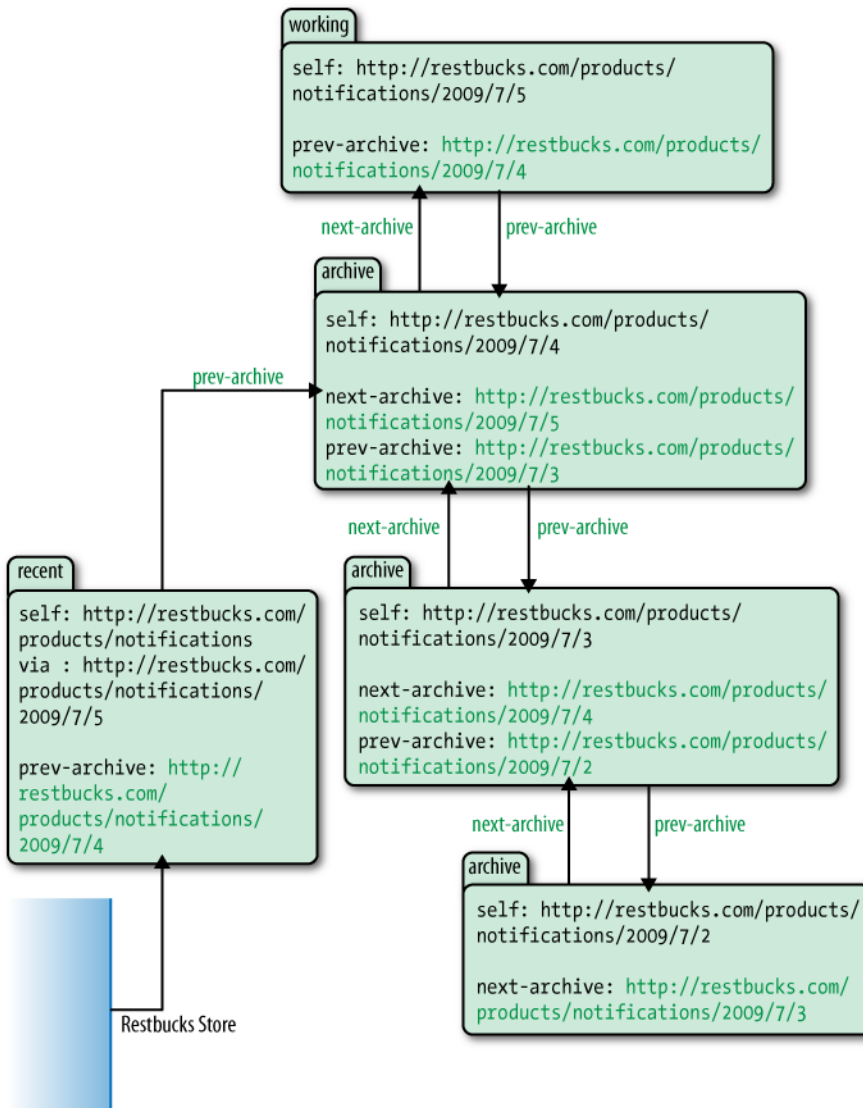 working
self: http://restbucks.com/products/
notifications/2009/7/5
prev-archive: http://restbucks.com/products/
notifications/2009/7/4
next-archive
prev-archive
archive
self: http://restbucks.com/products/
notifications/2009/7/4
next-archive: http://restbucks.com/products/
notifications/2009/7/5
prev-archive: http://restbucks.com/products/
notifications/2009/7/3
prev-archive
next-archive
prev-archive
recent
self: http://restbucks.com/
products/notifications
via : http://restbucks.com/
products/notifications/
2009/7/5
prev-archive: http://
restbucks.com/
products/notifications/
2009/7/4
archive
self: http://restbucks.com/products/
notifications/2009/7/3
next-archive: http://restbucks.com/products/
notifications/2009/7/4
prev-archive: http://restbucks.com/products/
notifications/2009/7/2
next-archive
prev-archive
archive
self: http://restbucks.com/products/
notifications/2009/7/2
next-archive: http://restbucks.com/
products/notifications/2009/7/3
Restbucks Store